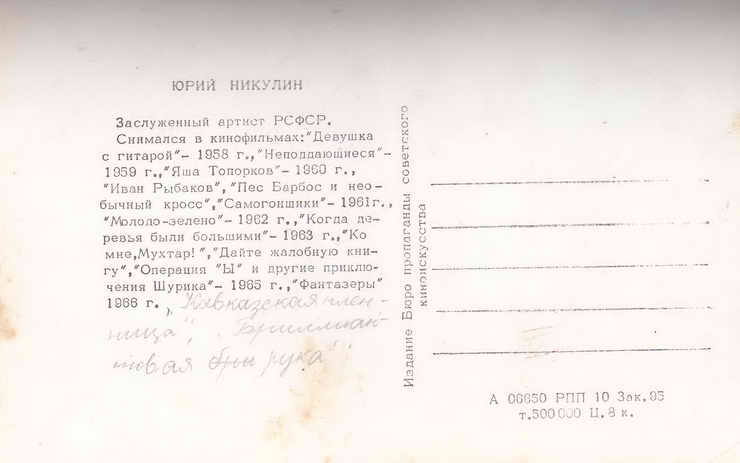 ЮРИЙ НИКУЛИН
Заслуженный артист РСФСР.
Снимался в кинофильмах:"Девушка
с гитарой"- 1958 г.,"Неподдающиеся"-
1959 г.,"Яша Топорков"- 1960 г.,
"Иван Рыбаков","Пес Барбос и нео-
бычный кросс","Самогонщики"- 1961г.,
"Молодо-зелено"- 1962 г.,"Когда де-
ревья были большими"- 1963 г.,"Ко
мне,Мухтар!","Дайте жалобную кни-
гу","Операция "Ы" и другие приклю-
чения Шурика"- 1965 г.,"Фантазеры"
1966 г. , Кавказская плен-
ница", Бриллиан-
товая рука"
Издание Бюро пропаганды советского
киноискусства
А 06650 РПП 10 Зак.95
т.500000 Ц.8 к.